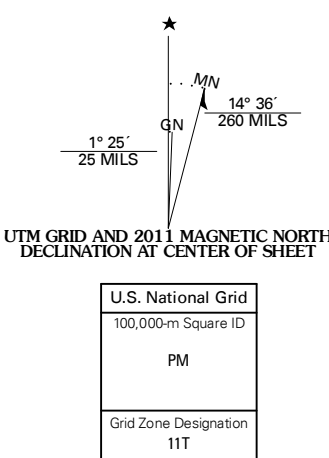 ★
MN
GN
14° 36´
260 MILS
1° 25´
25 MILS
UTM GRID AND 2011 MAGNETIC NORTH
DECLINATION AT CENTER OF SHEET
U.S. National Grid
100,000-m Square ID
PM
Grid Zone Designation
11T